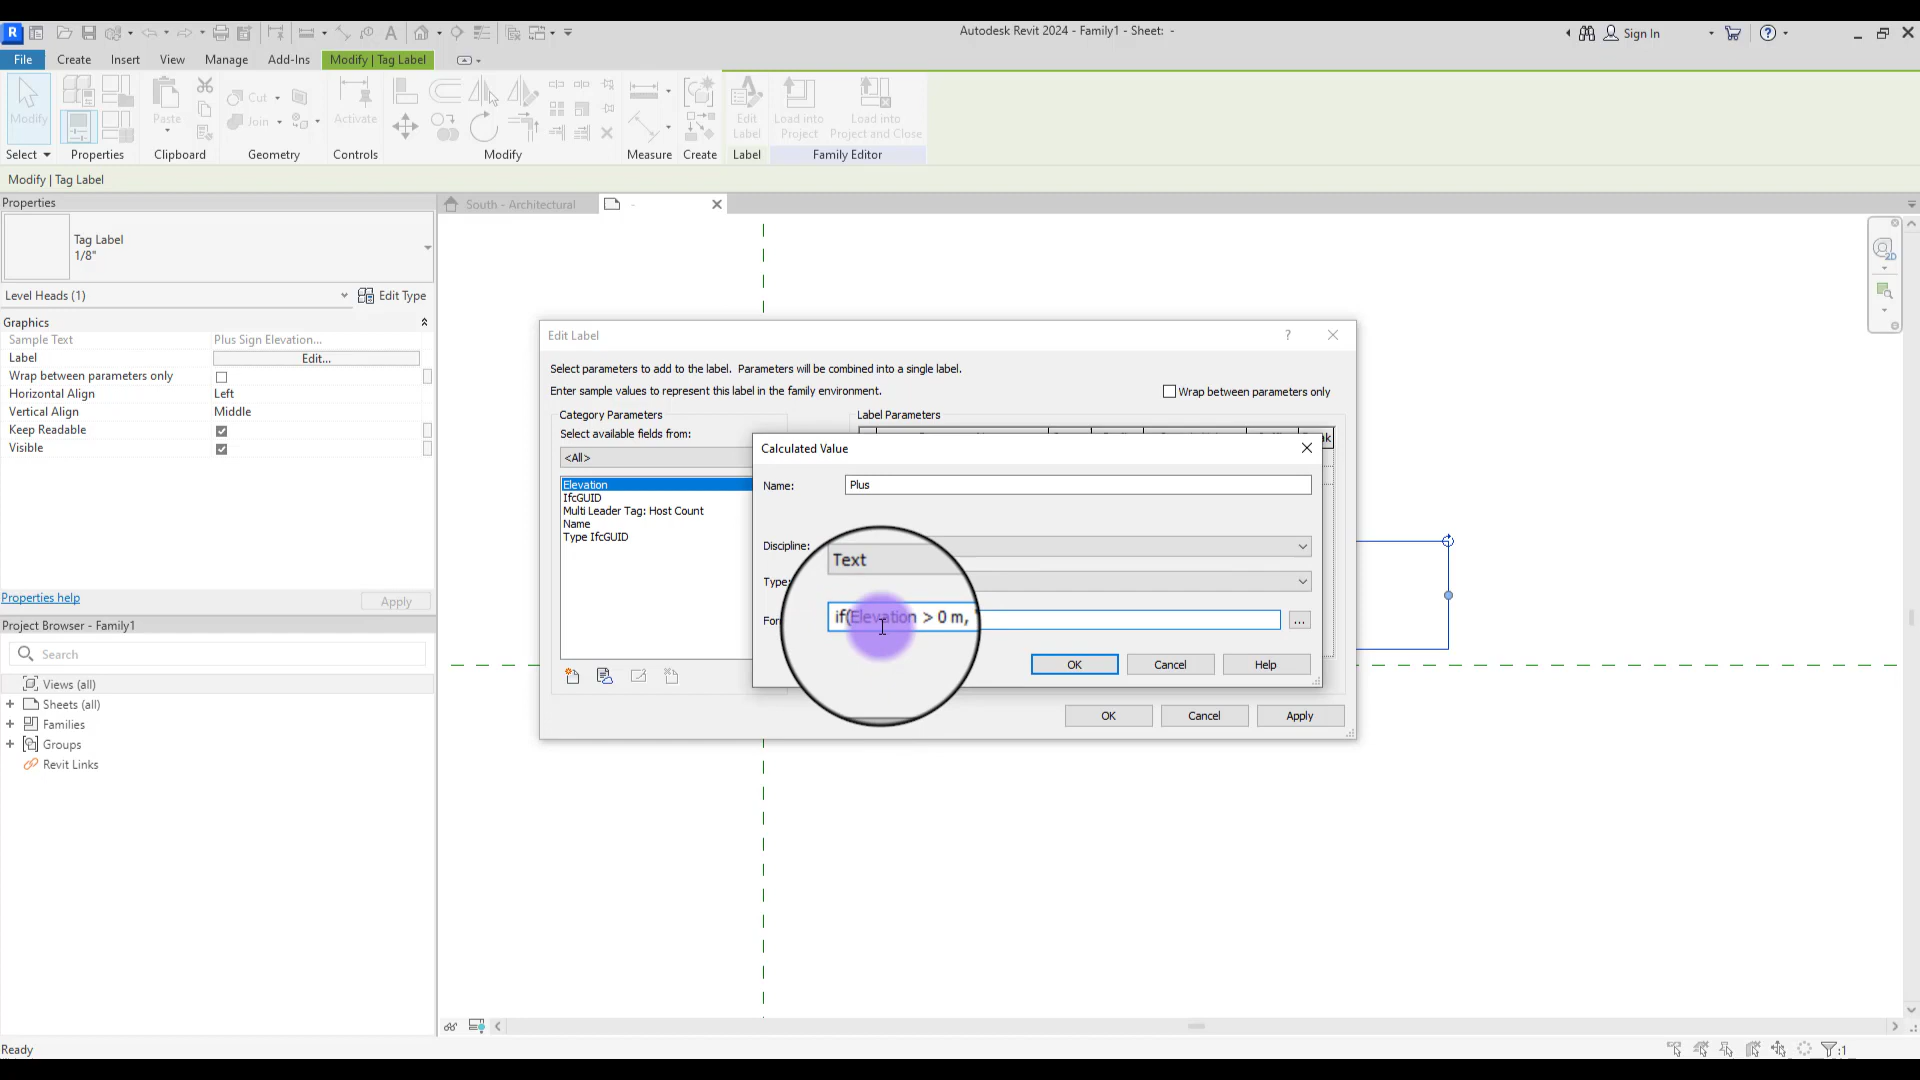 Autodesk Revit 2024 - Family1 - Sheet: -
Sign In
File
Create
Insert
View
Manage
Add-Ins
Modify | Tag Label
Modify
Paste
Cut
Join
Activate
Edit
Label
Load into
Project
Load into
Project and Close
Select
Properties
Clipboard
Geometry
Controls
Modify
Measure
Create
Label
Family Editor
Modify | Tag Label
Properties
Tag Label
1/8"
Level Heads (1)
Edit Type
Graphics
Sample Text
Plus Sign Elevation...
Label
Edit...
Wrap between parameters only
Horizontal Align
Left
Vertical Align
Middle
Keep Readable
Visible
Properties help
Apply
Project Browser - Family1
Search
Views (all)
Sheets (all)
Families
Groups
Revit Links
Ready
South - Architectural
-
2D
Edit Label
Select parameters to add to the label.  Parameters will be combined into a single label.
Enter sample values to represent this label in the family environment.
Wrap between parameters only
Category Parameters
Label Parameters
Select available fields from:
<All>
Elevation
IfcGUID
Multi Leader Tag: Host Count
Name
Type IfcGUID
Calculated Value
Name:
Plus
Discipline:
Type:
Text
For
if(Elevation > 0 m,
...
OK
Cancel
Help
OK
Cancel
Apply
:1